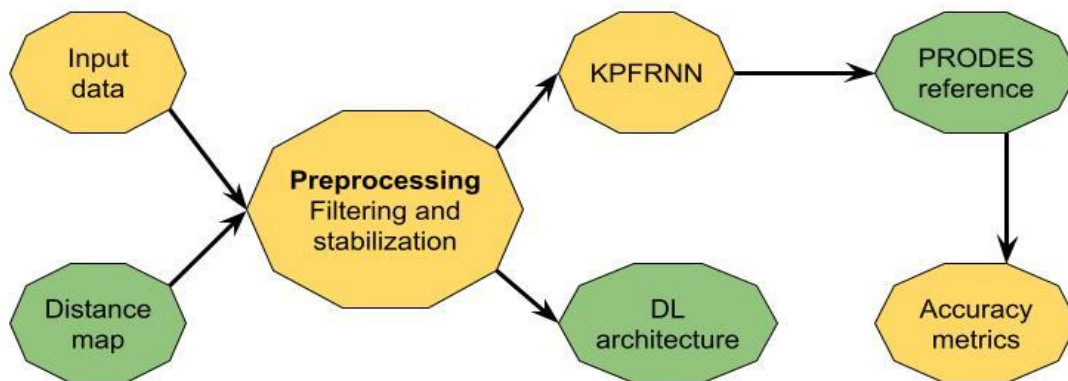 Input
data
KPFRNN
PRODES
reference
Preprocessing
Filtering and
stabilization
Distance
map
DL
architecture
Accuracy
metrics